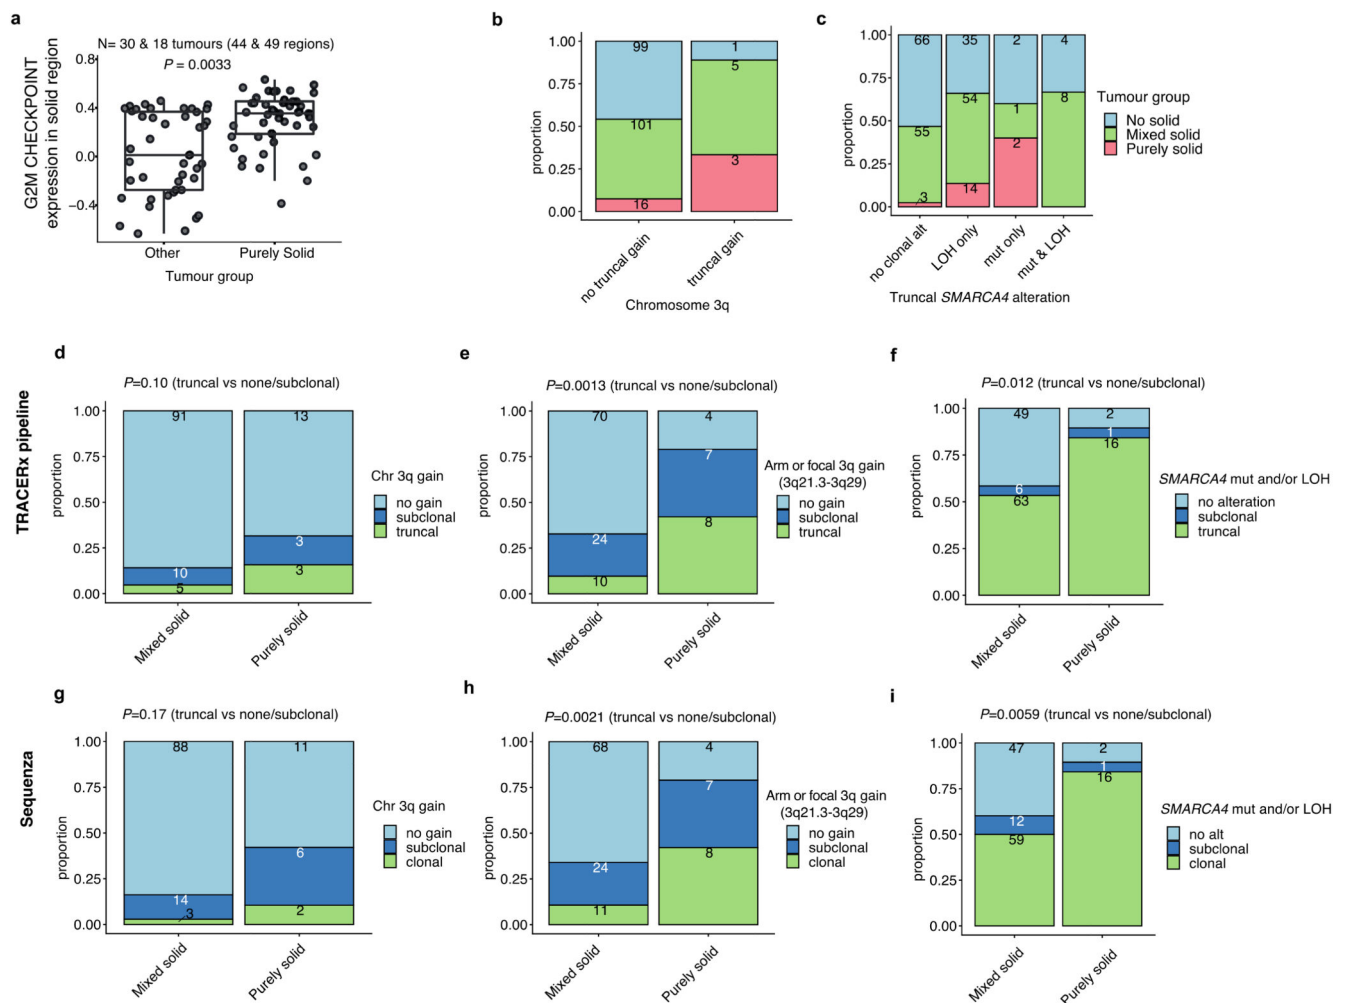 a
N= 30 & 18 tumours (44 & 49 regions)
P = 0.0033
G2M CHECKPOINT
expression in solid region
0.8
0.4
0.0
−0.4
Other
Purely Solid
Tumour group
b
proportion
1.00
0.75
0.50
0.25
0.00
99
101
16
1
5
3
no truncal gain
truncal gain
Chromosome 3q
c
proportion
1.00
0.75
0.50
0.25
0.00
66
55
3
35
54
14
2
1
2
4
8
no clonal alt
LOH only
mut only
mut & LOH
Truncal SMARCA4 alteration
Tumour group
No solid
Mixed solid
Purely solid
TRACERx pipeline
d
P=0.10 (truncal vs none/subclonal)
proportion
1.00
0.75
0.50
0.25
0.00
91
10
5
13
3
3
Mixed solid
Purely solid
Chr 3q gain
no gain
subclonal
truncal
e
P=0.0013 (truncal vs none/subclonal)
proportion
1.00
0.75
0.50
0.25
0.00
70
24
10
4
7
8
Mixed solid
Purely solid
Arm or focal 3q gain
(3q21.3-3q29)
no gain
subclonal
truncal
f
P=0.012 (truncal vs none/subclonal)
proportion
1.00
0.75
0.50
0.25
0.00
49
6
63
2
1
16
Mixed solid
Purely solid
SMARCA4 mut and/or LOH
no alteration
subclonal
truncal
Sequenza
g
P=0.17 (truncal vs none/subclonal)
proportion
1.00
0.75
0.50
0.25
0.00
88
14
3
11
6
2
Mixed solid
Purely solid
Chr 3q gain
no gain
subclonal
clonal
h
P=0.0021 (truncal vs none/subclonal)
proportion
1.00
0.75
0.50
0.25
0.00
68
24
11
4
7
8
Mixed solid
Purely solid
Arm or focal 3q gain
(3q21.3-3q29)
no gain
subclonal
clonal
i
P=0.0059 (truncal vs none/subclonal)
proportion
1.00
0.75
0.50
0.25
0.00
47
12
59
2
1
16
Mixed solid
Purely solid
SMARCA4 mut and/or LOH
no alt
subclonal
clonal